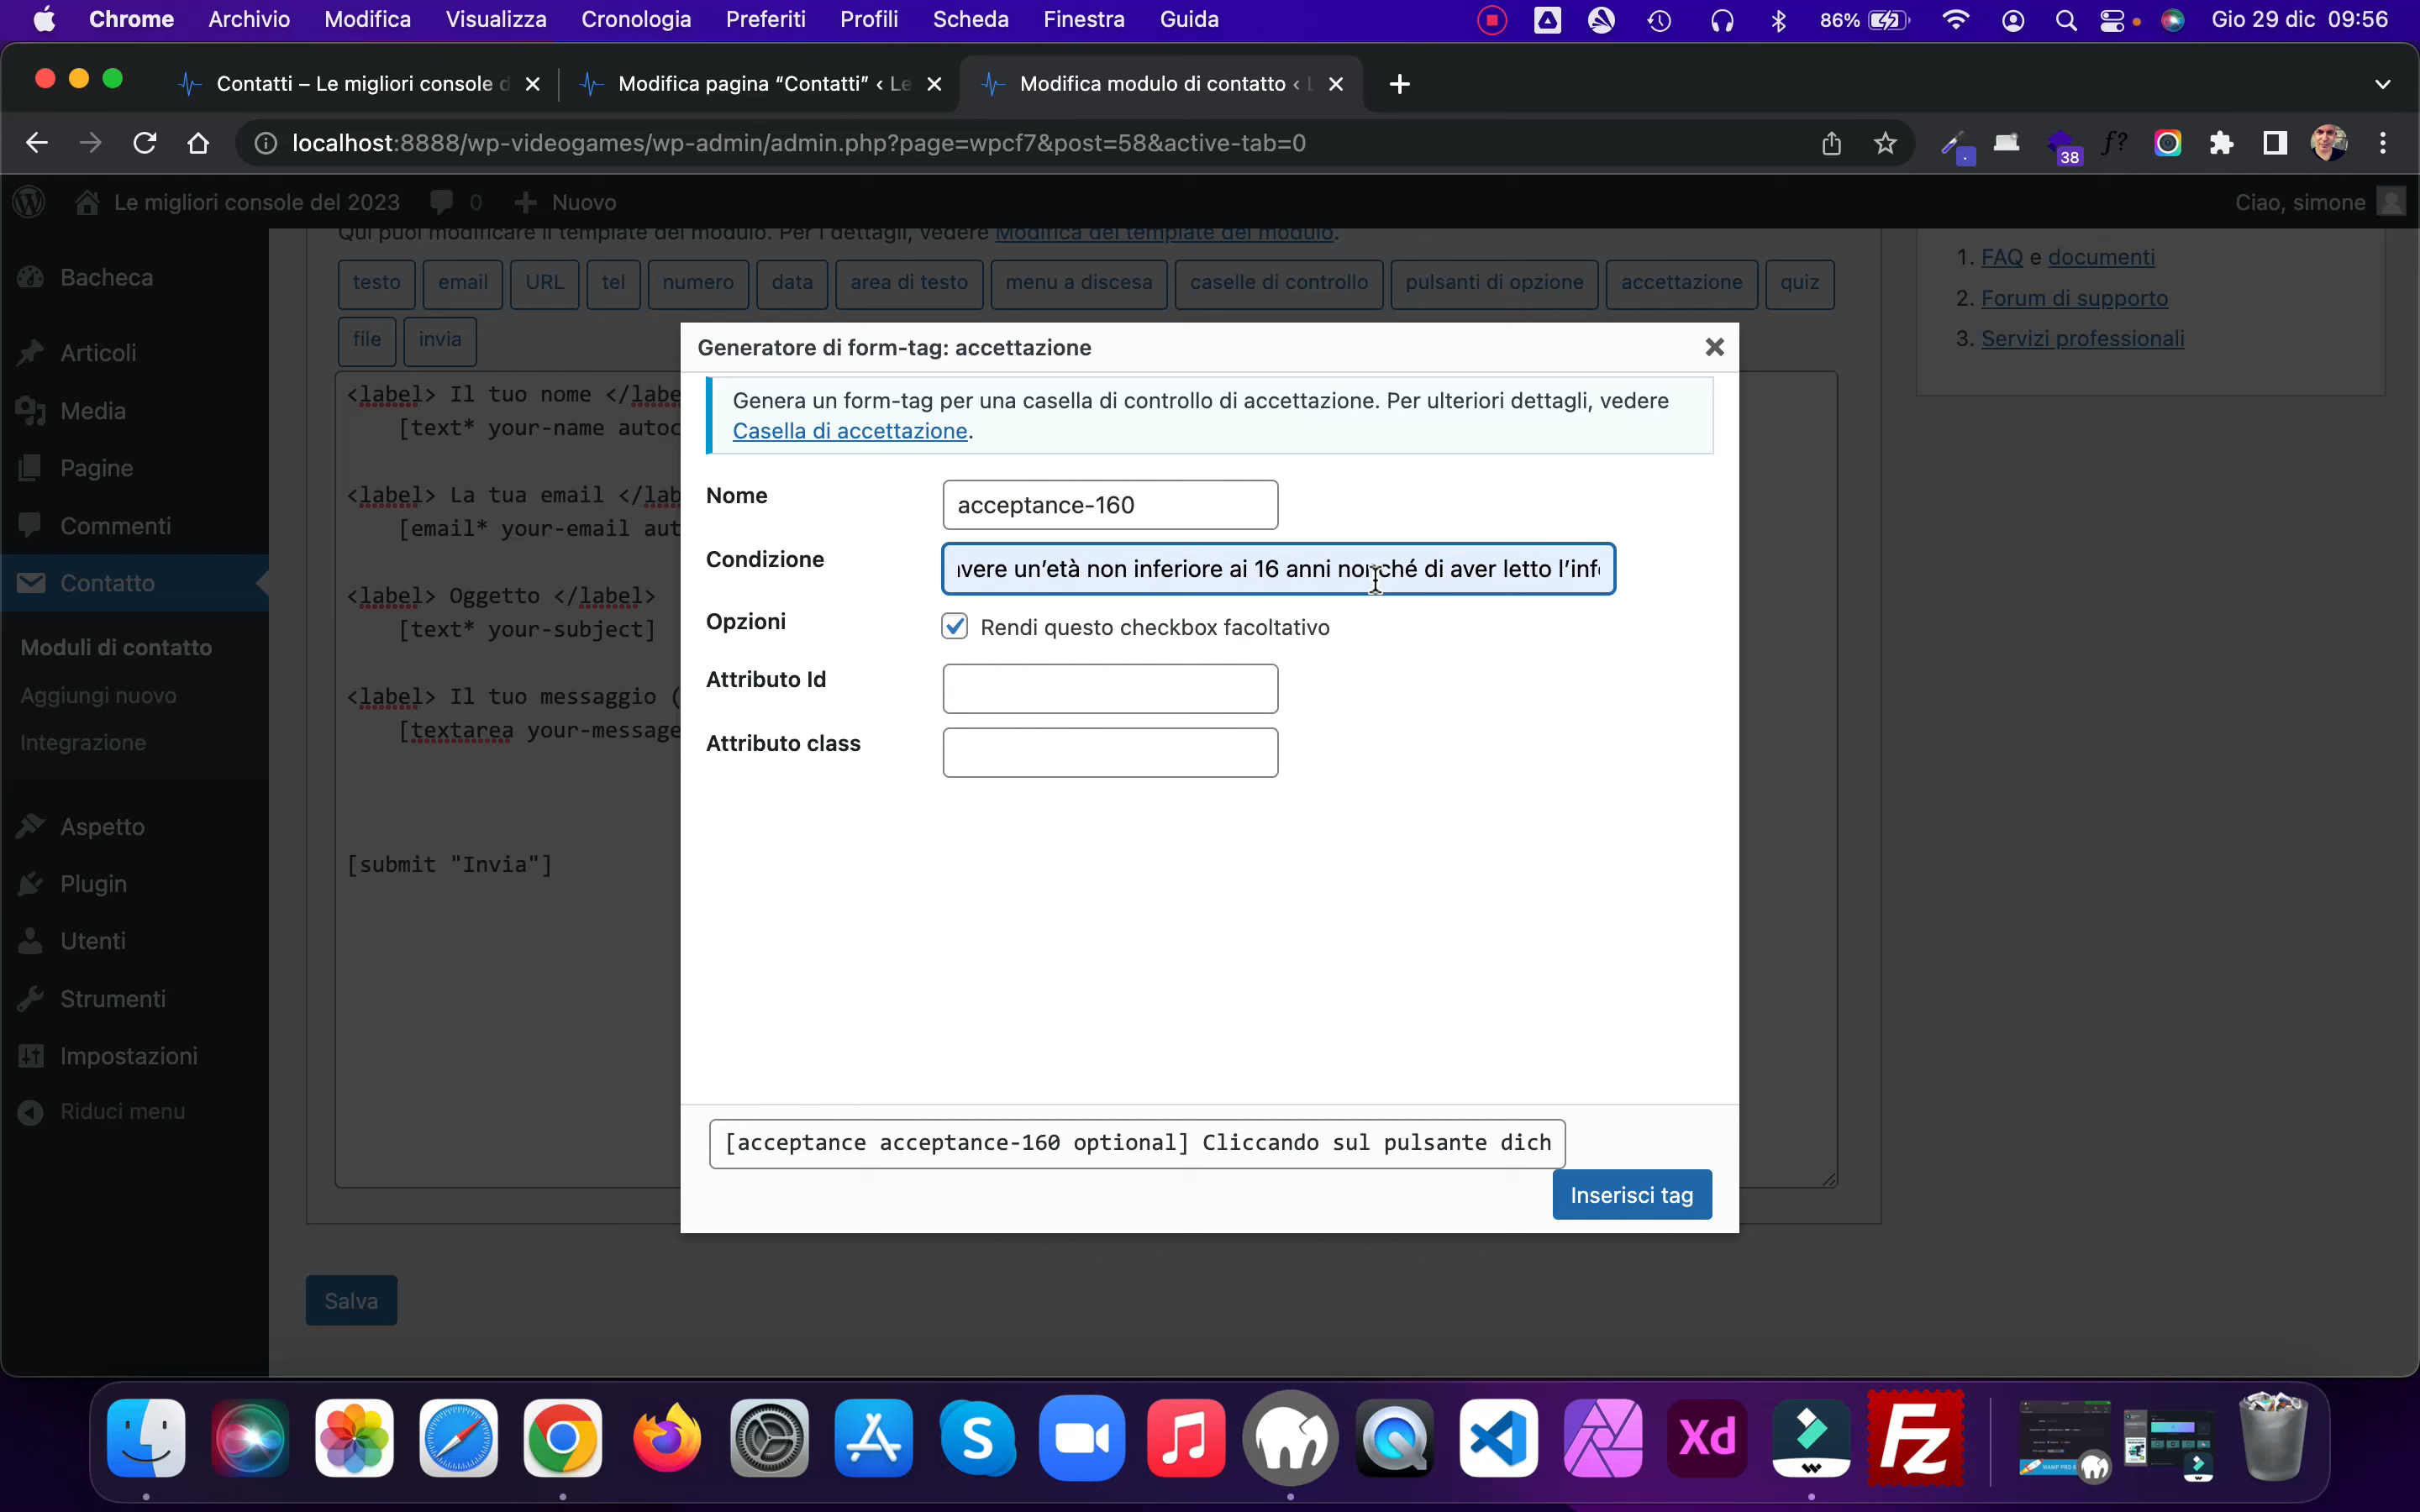 Chrome Archivio Modifica Visualizza Cronologia Preferiti Profili Scheda Finestra Guida 86% Gio 29 dic 09:56
Contatti – Le migliori console d Modifica pagina “Contatti” ‹ Le Modifica modulo di contatto ‹ L
localhost:8888/wp-videogames/wp-admin/admin.php?page=wpcf7&post=58&active-tab=0 38 f?
Le migliori console del 2023 0 Nuovo Ciao, simone
Qui puoi modificare il template del modulo. Per i dettagli, vedere Modifica del template del modulo.
Bacheca
Articoli
Media
Pagine
Commenti
Contatto
Moduli di contatto
Aggiungi nuovo
Integrazione
Aspetto
Plugin
Utenti
Strumenti
Impostazioni
Riduci menu
testo email URL tel numero data area di testo menu a discesa caselle di controllo pulsanti di opzione accettazione quiz
file invia
<label> Il tuo nome </labe
[text* your-name autoc
<label> La tua email </lab
[email* your-email aut
<label> Oggetto </label>
[text* your-subject]
<label> Il tuo messaggio (
[textarea your-message
[submit "Invia"]
Salva
1. FAQ e documenti
2. Forum di supporto
3. Servizi professionali
Generatore di form-tag: accettazione
Genera un form-tag per una casella di controllo di accettazione. Per ulteriori dettagli, vedere
Casella di accettazione.
Nome acceptance-160
Condizione avere un’età non inferiore ai 16 anni nonché di aver letto l’info
Opzioni Rendi questo checkbox facoltativo
Attributo Id
Attributo class
[acceptance acceptance-160 optional] Cliccando sul pulsante dich
Inserisci tag
S Xd Fz